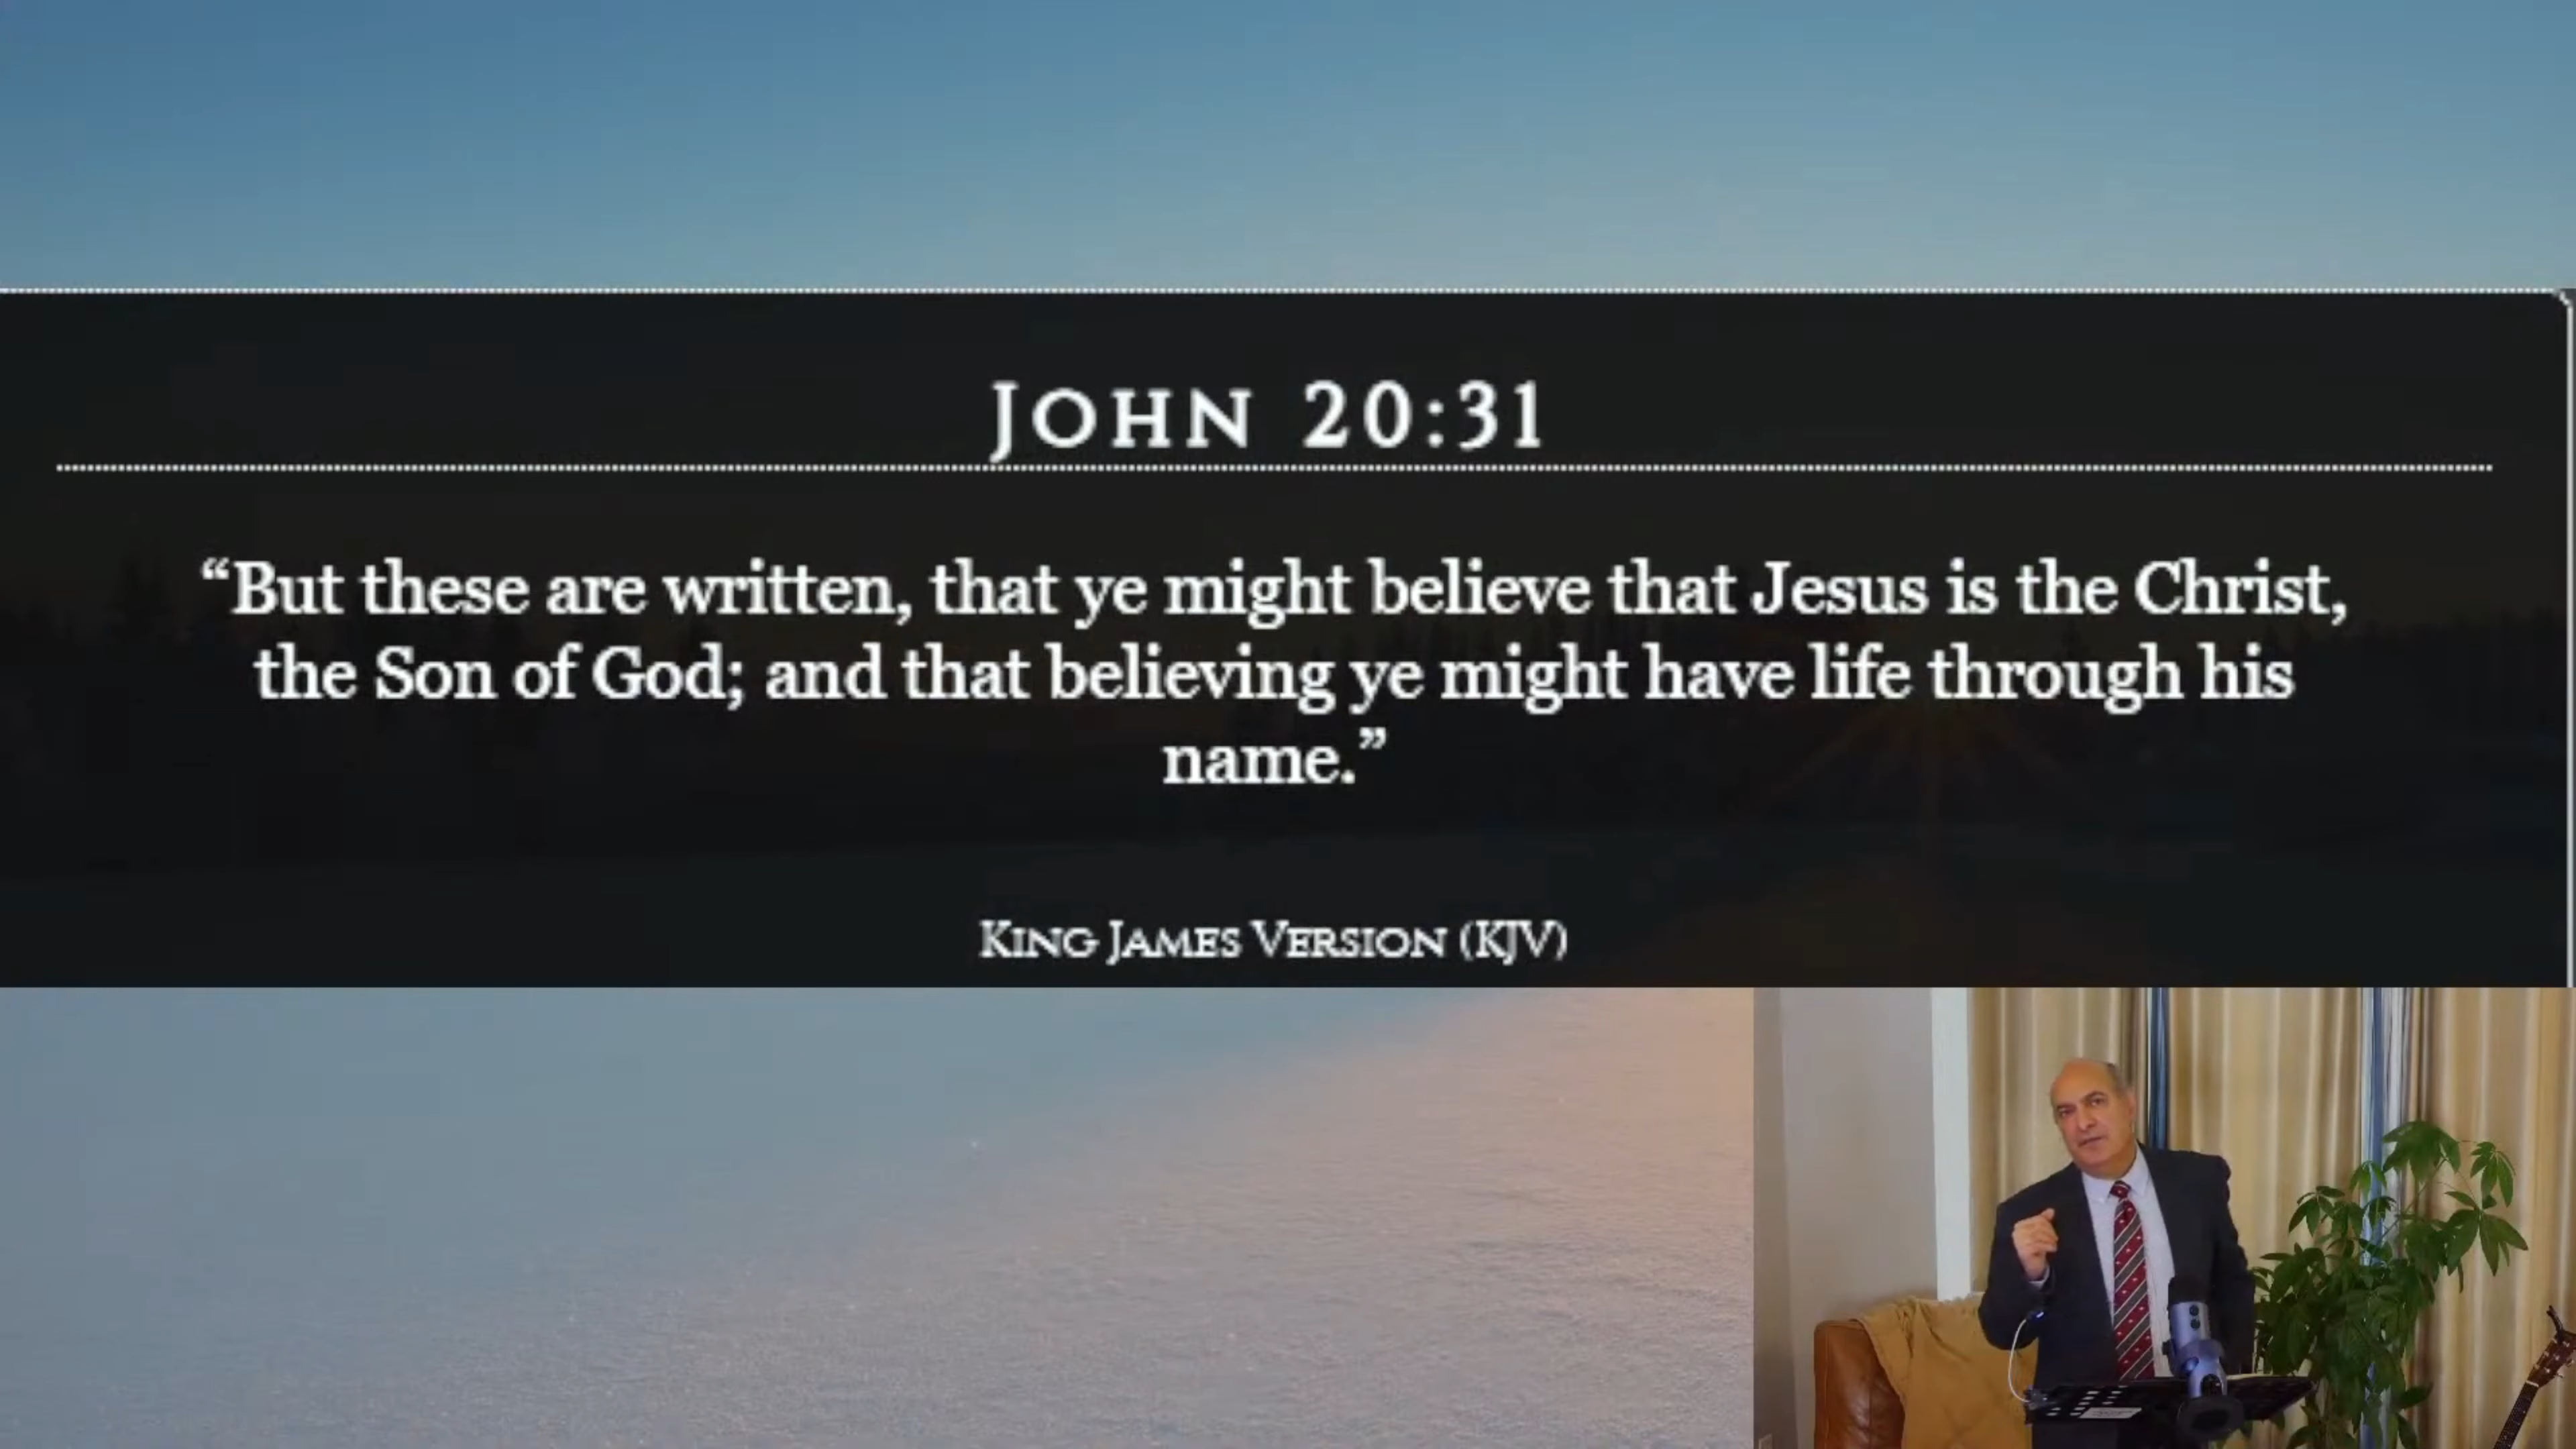 John 20:31
“But these are written, that ye might believe that Jesus is the Christ,
the Son of God; and that believing ye might have life through his
name.”
King James Version (KJV)